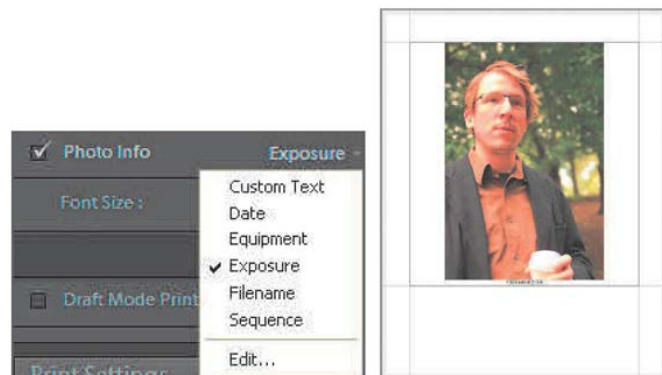 Photo Info Exposure
Font Size :
Custom Text
Date
Equipment
Exposure
Filename
Sequence
Draft Mode Print
Edit...
Print Settings